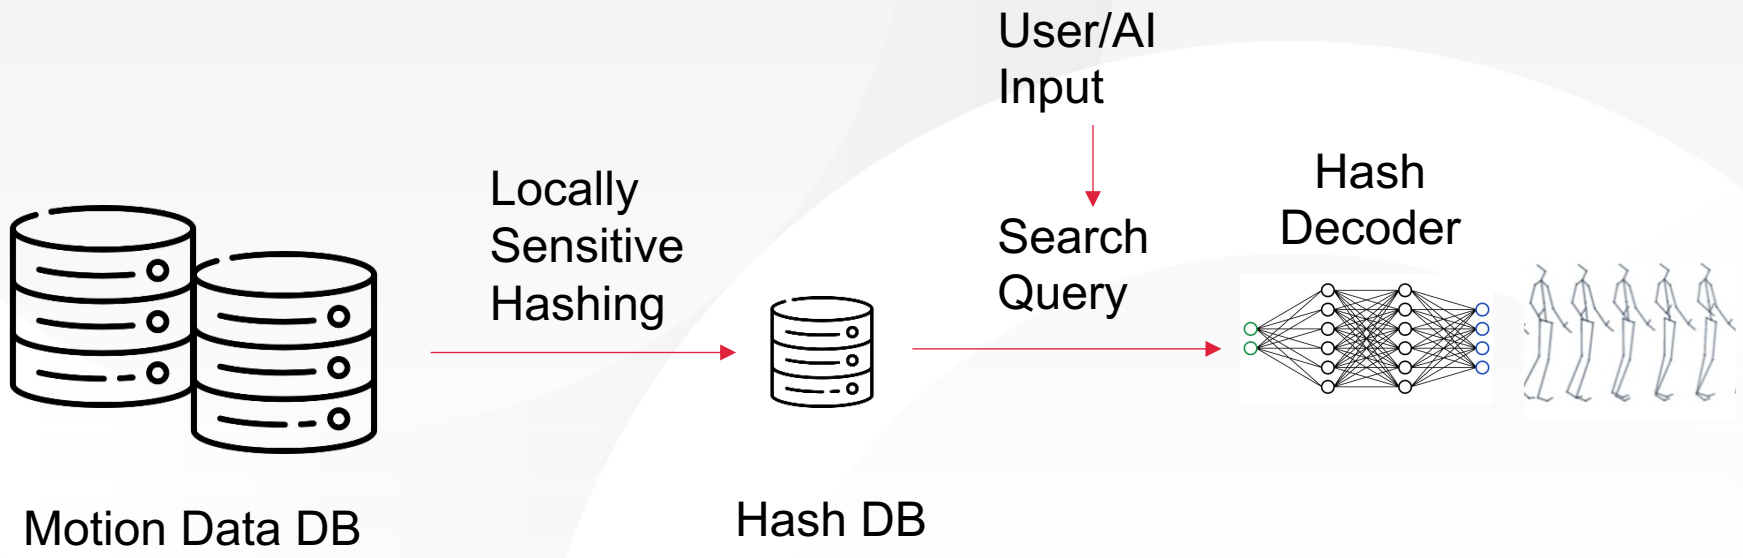 User/AI
Input
Locally
Sensitive
Hashing
Search
Query
Hash
Decoder
Motion Data DB
Hash DB